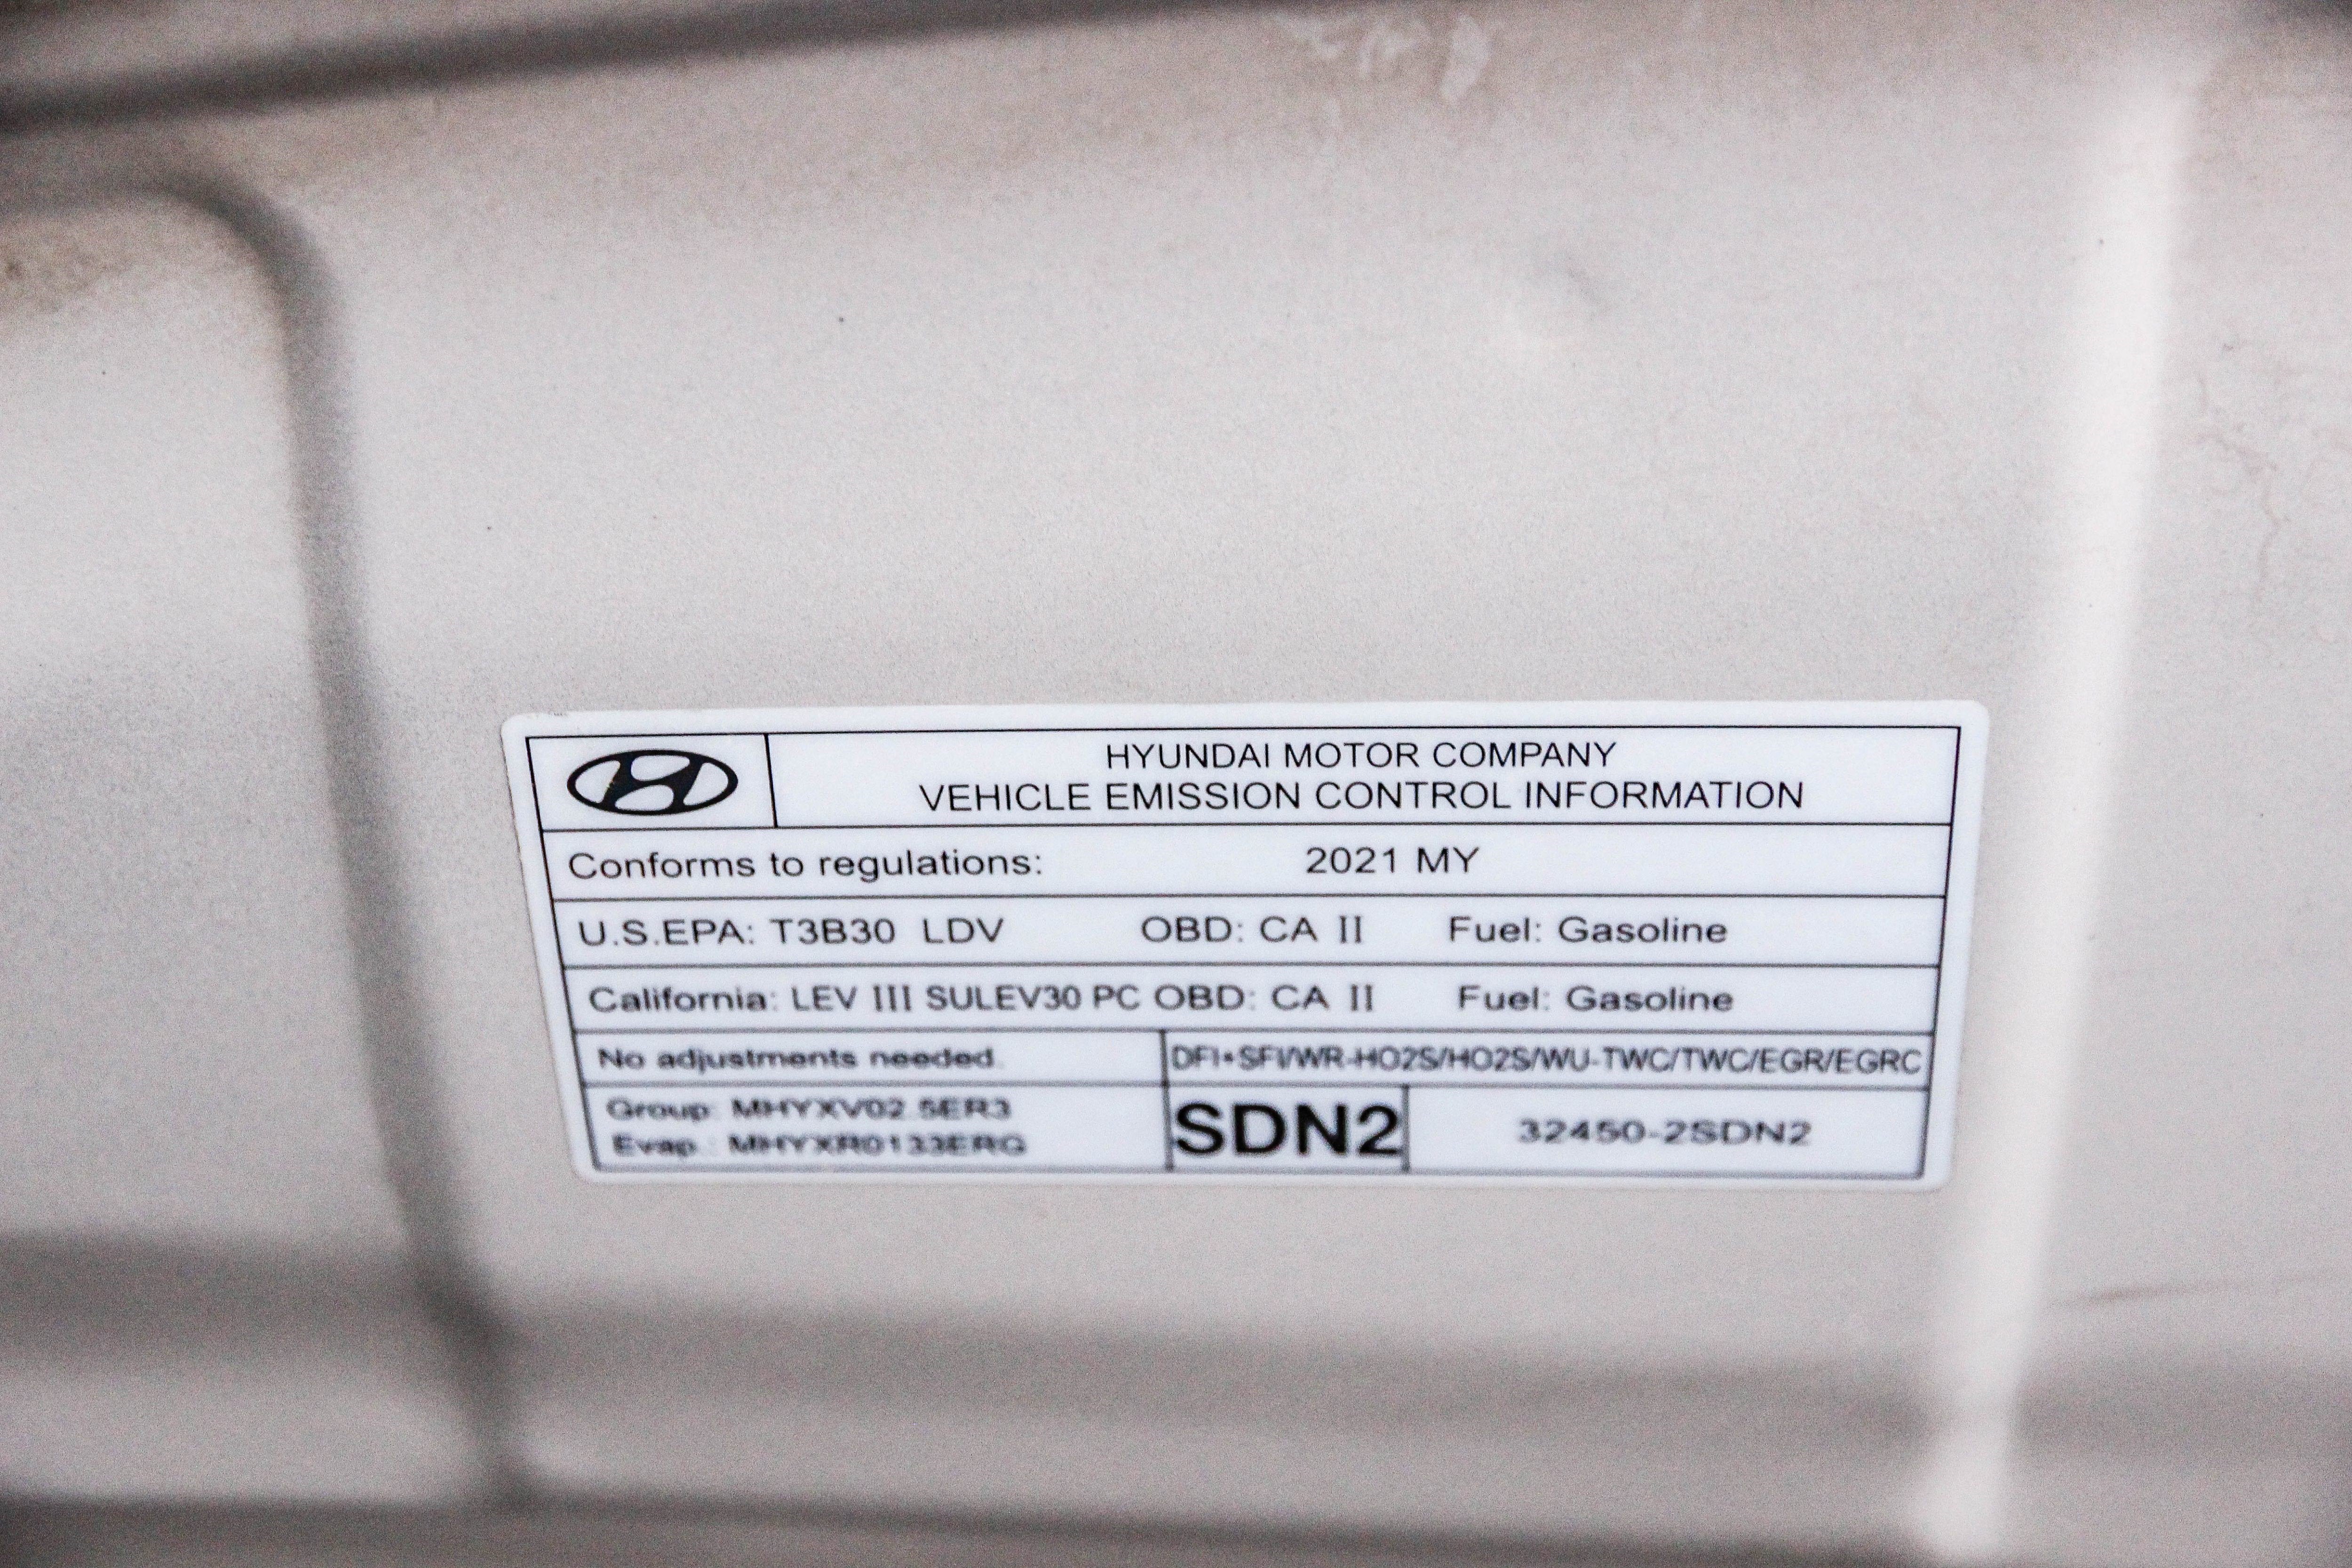 HYUNDAI MOTOR COMPANY
VEHICLE EMISSION CONTROL INFORMATION
Conforms to regulations: 2021 MY
U.S.EPA: T3B30 LDV OBD: CA II Fuel: Gasoline
California: LEV III SULEV30 PC OBD: CA II Fuel: Gasoline
No adjustments needed. DFI+SFI/WR-HO2S/HO2S/WU-TWC/TWC/EGR/EGRC
Group: MHYXV02.5ER3
Evap.: MHYXR0133ERG
SDN2 32450-2SDN2